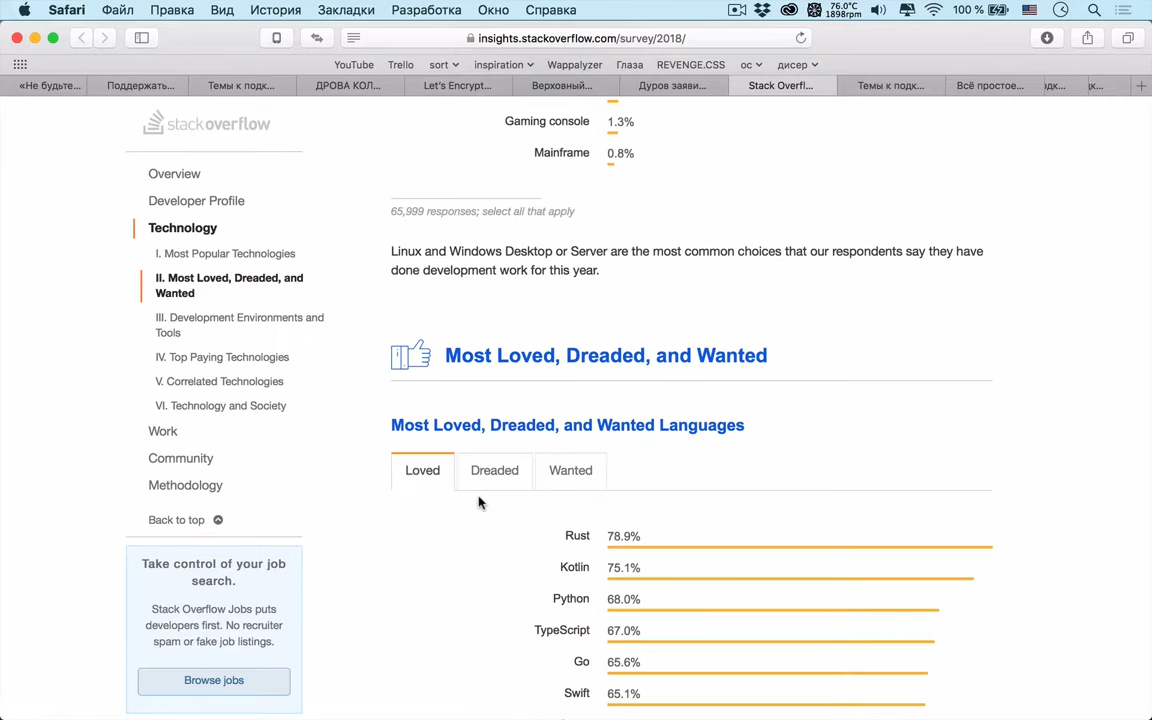 Safari Файл Правка Вид История Закладки Разработка Окно Справка 76.0°C 1898rpm 100 %
insights.stackoverflow.com/survey/2018/
YouTube Trello sort inspiration Wappalyzer Глаза REVENGE.CSS ос дисер
«Не будьте... Поддержать... Темы к подк... ДРОВА КОЛ... Let's Encrypt... Верховный... Дуров заяви... Stack Overfl... Темы к подк... Всё простое... одк... к...
stackoverflow
Overview
Developer Profile
Technology
I. Most Popular Technologies
II. Most Loved, Dreaded, and
Wanted
III. Development Environments and
Tools
IV. Top Paying Technologies
V. Correlated Technologies
VI. Technology and Society
Work
Community
Methodology
Back to top
Take control of your job
search.
Stack Overflow Jobs puts
developers first. No recruiter
spam or fake job listings.
Browse jobs
Gaming console 1.3%
Mainframe 0.8%
65,999 responses; select all that apply
Linux and Windows Desktop or Server are the most common choices that our respondents say they have
done development work for this year.
Most Loved, Dreaded, and Wanted
Most Loved, Dreaded, and Wanted Languages
Loved Dreaded Wanted
Rust 78.9%
Kotlin 75.1%
Python 68.0%
TypeScript 67.0%
Go 65.6%
Swift 65.1%